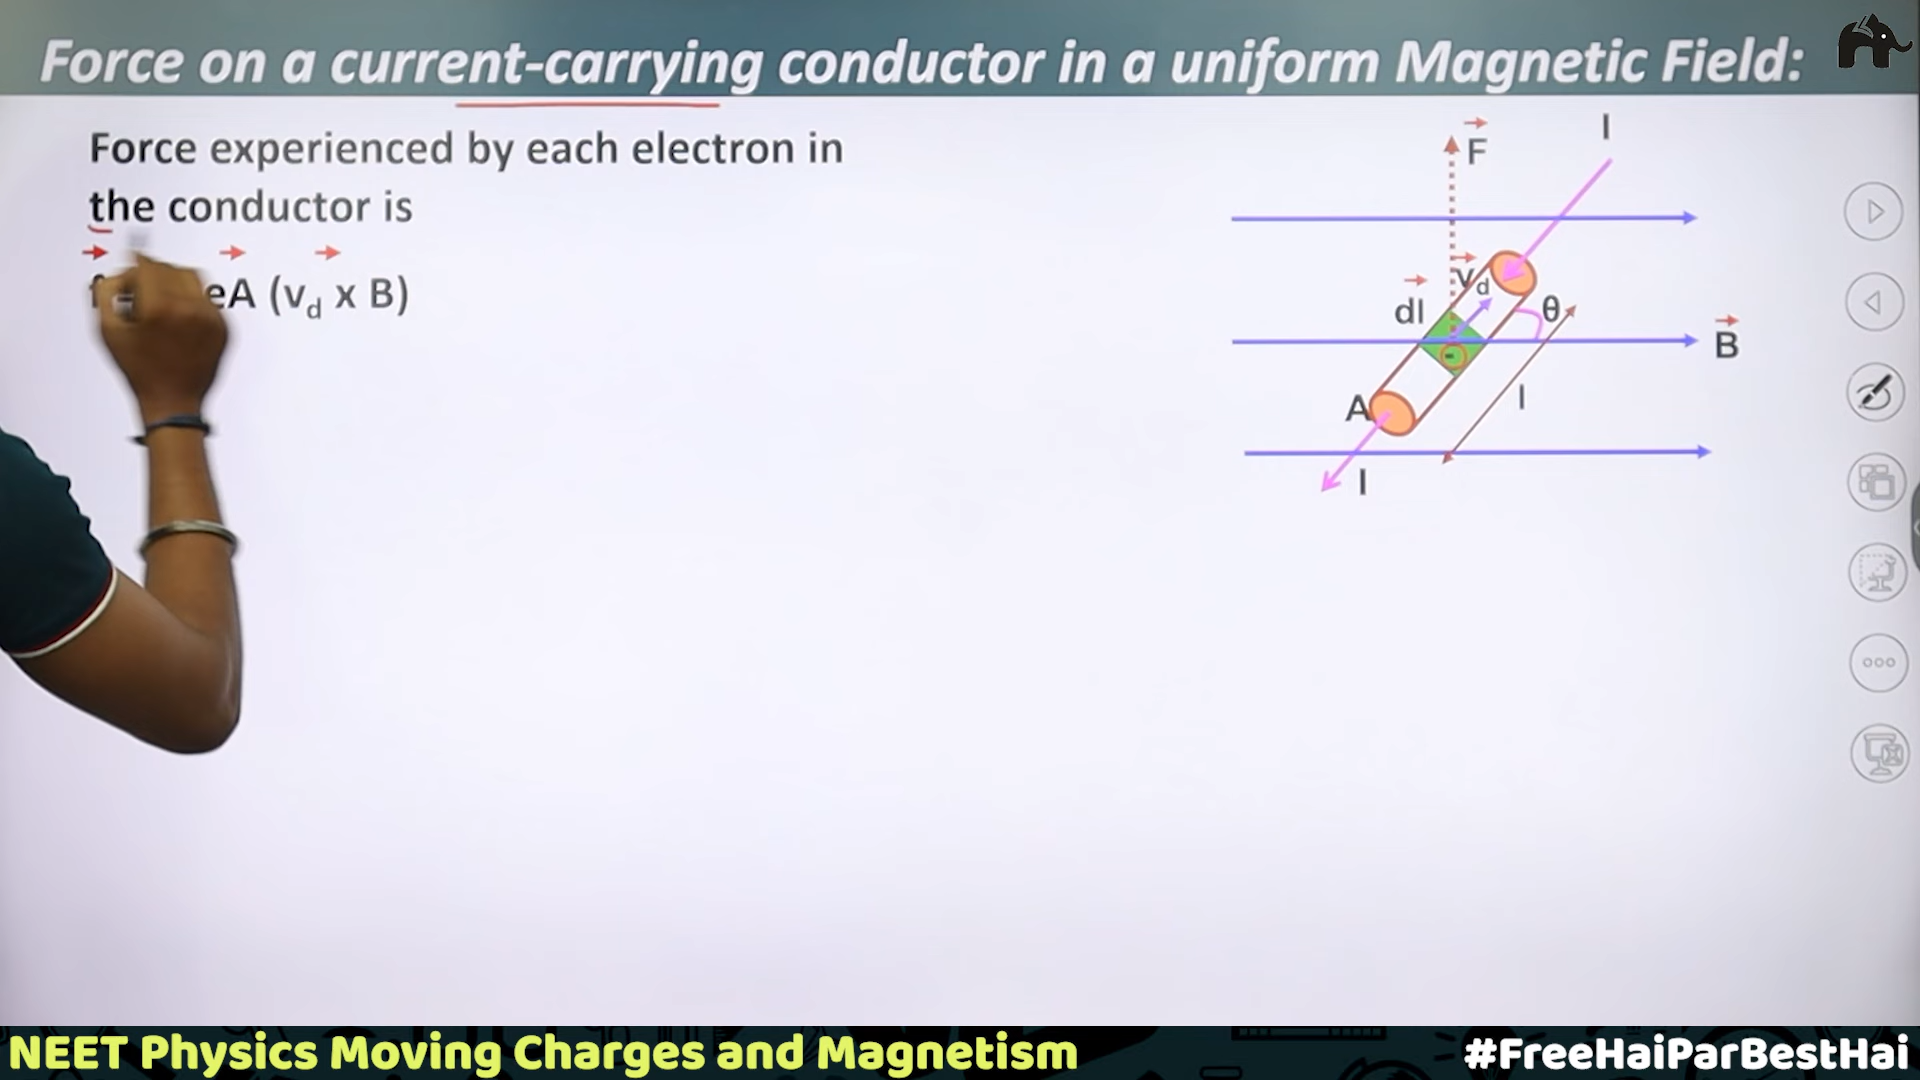 Force on a current-carrying conductor in a uniform Magnetic Field:
Force experienced by each electron in
the conductor is
eA (vd x B)
F
I
vd
dl
θ
B
A
l
I
NEET Physics Moving Charges and Magnetism
#FreeHaiParBestHai